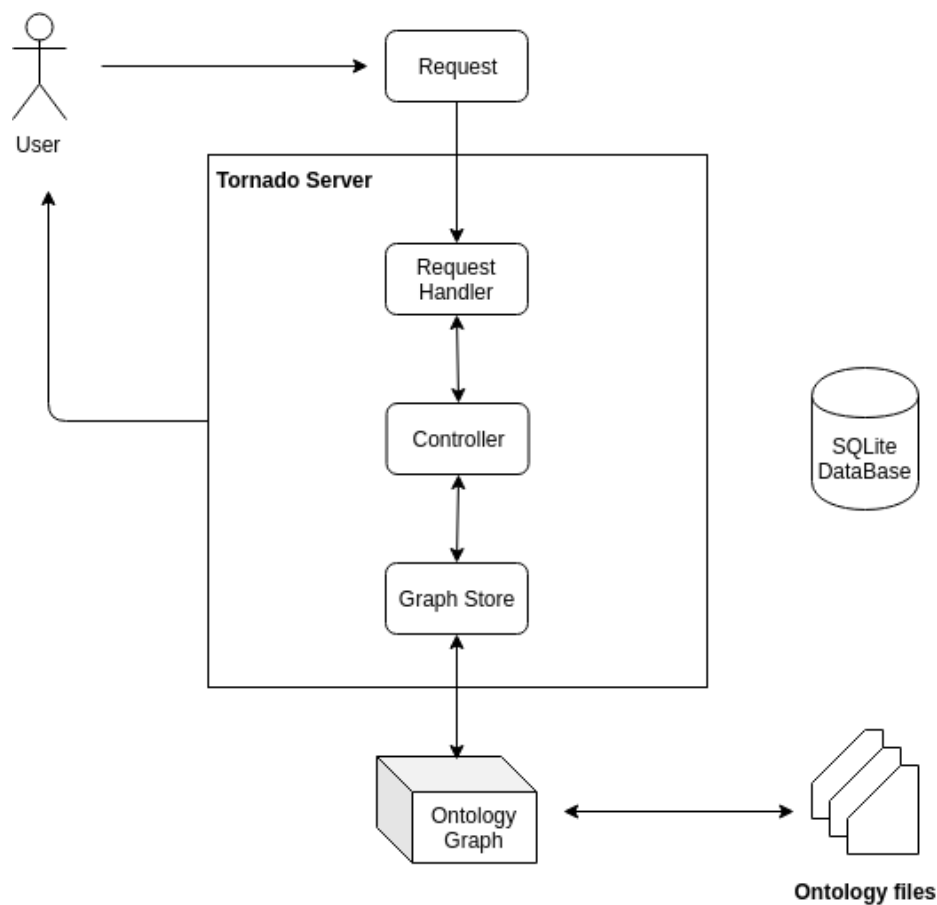 Request
User
Tornado Server
Request
Handler
Controller
SQLite
DataBase
Graph Store
Ontology
Graph
Ontology files